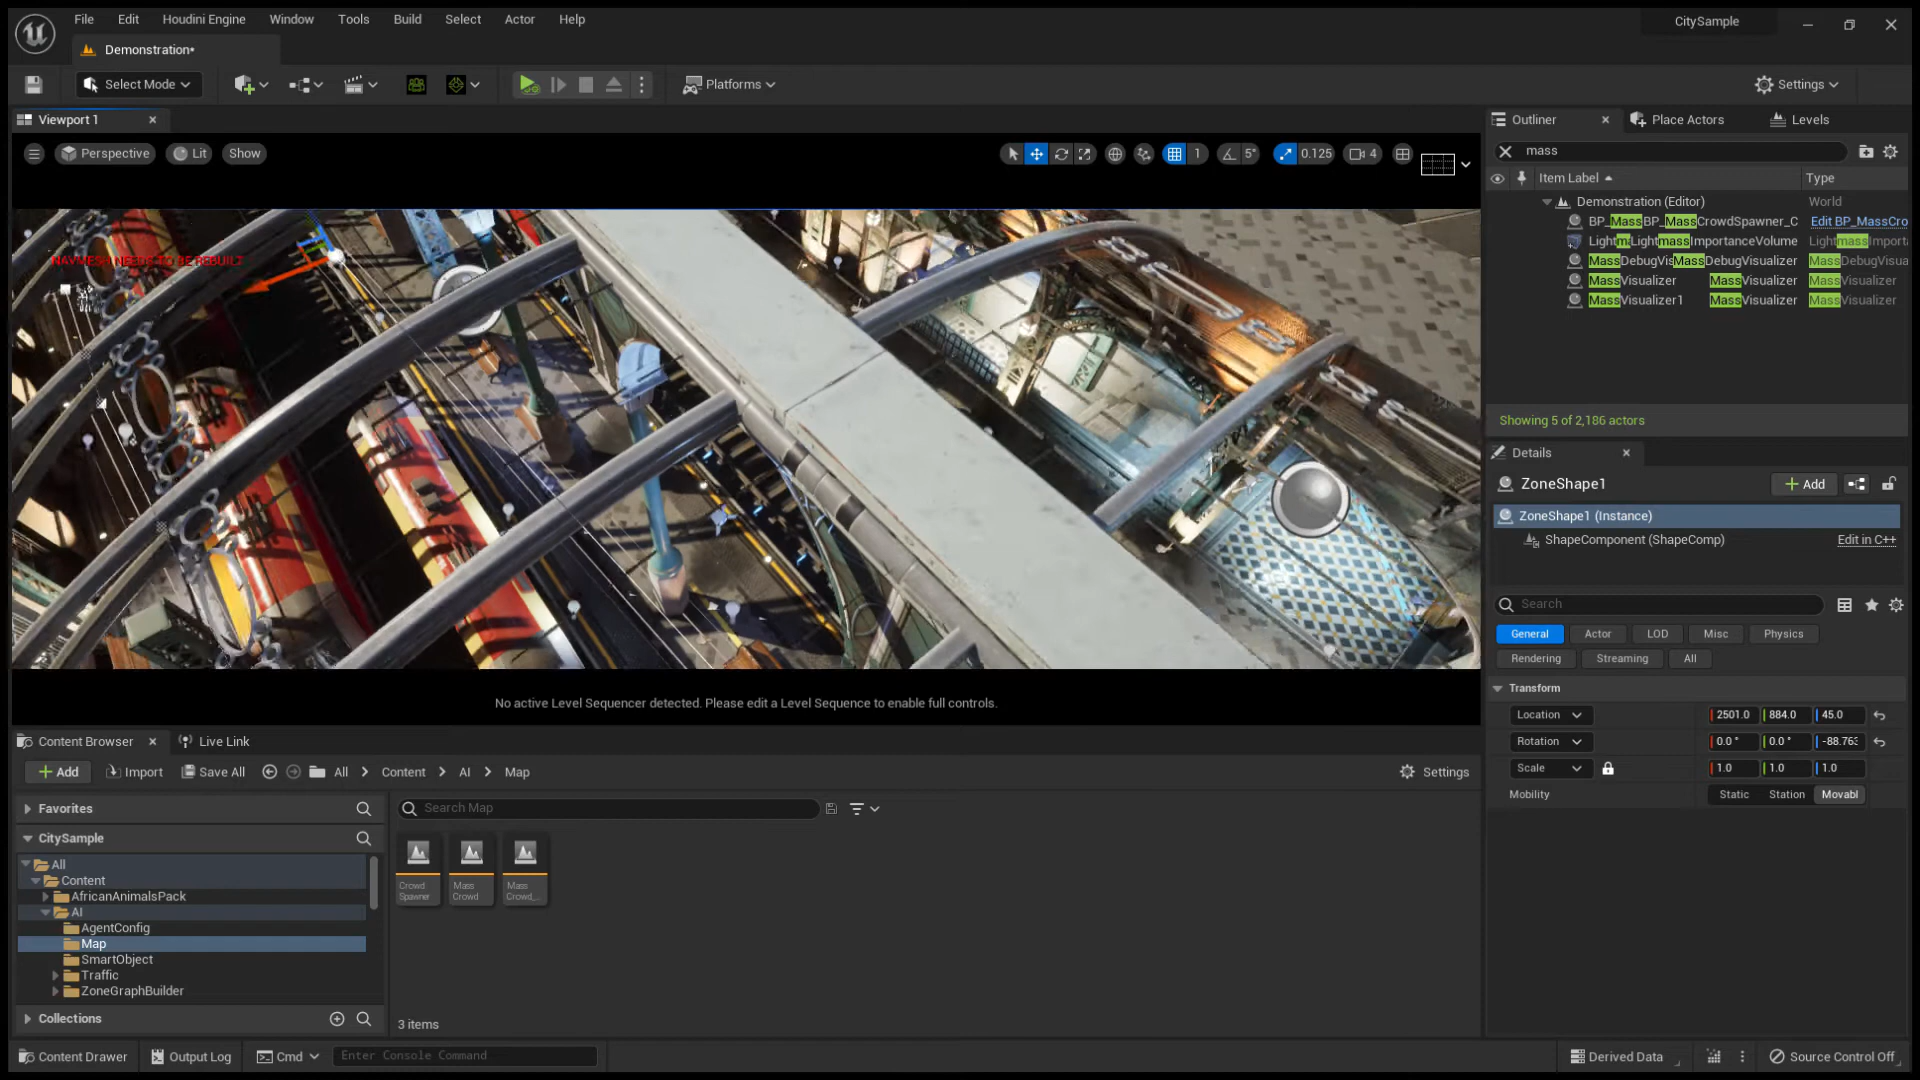 File Edit Houdini Engine Window Tools Build Select Actor Help
CitySample
Demonstration*
Select Mode
Platforms
Settings
Viewport 1
Perspective Lit Show
1 5° 0.125 4
NAVMESH NEEDS TO BE REBUILT
No active Level Sequencer detected. Please edit a Level Sequence to enable full controls.
Outliner Place Actors Levels
mass
Item Label Type
Demonstration (Editor) World
BP_MassBP_MassCrowdSpawner_C Edit BP_MassCro
Lightm:LightmassImportanceVolume LightmassImporta
MassDebugVisMassDebugVisualizer MassDebugVisua
MassVisualizer MassVisualizer MassVisualizer
MassVisualizer1 MassVisualizer MassVisualizer
Showing 5 of 2,186 actors
Details
ZoneShape1 Add
ZoneShape1 (Instance)
ShapeComponent (ShapeComp) Edit in C++
Search
General Actor LOD Misc Physics
Rendering Streaming All
Transform
Location 2501.0 884.0 45.0
Rotation 0.0 ° 0.0 ° -88.763
Scale 1.0 1.0 1.0
Mobility Static Station Movabl
Content Browser Live Link
Add Import Save All All Content AI Map Settings
Favorites
Search Map
CitySample
All
Content
AfricanAnimalsPack
AI
AgentConfig
Map
SmartObject
Traffic
ZoneGraphBuilder
Collections
Crowd
Spawner
Mass
Crowd
Mass
Crowd,...
3 items
Content Drawer Output Log Cmd Enter Console Command Derived Data Source Control Off